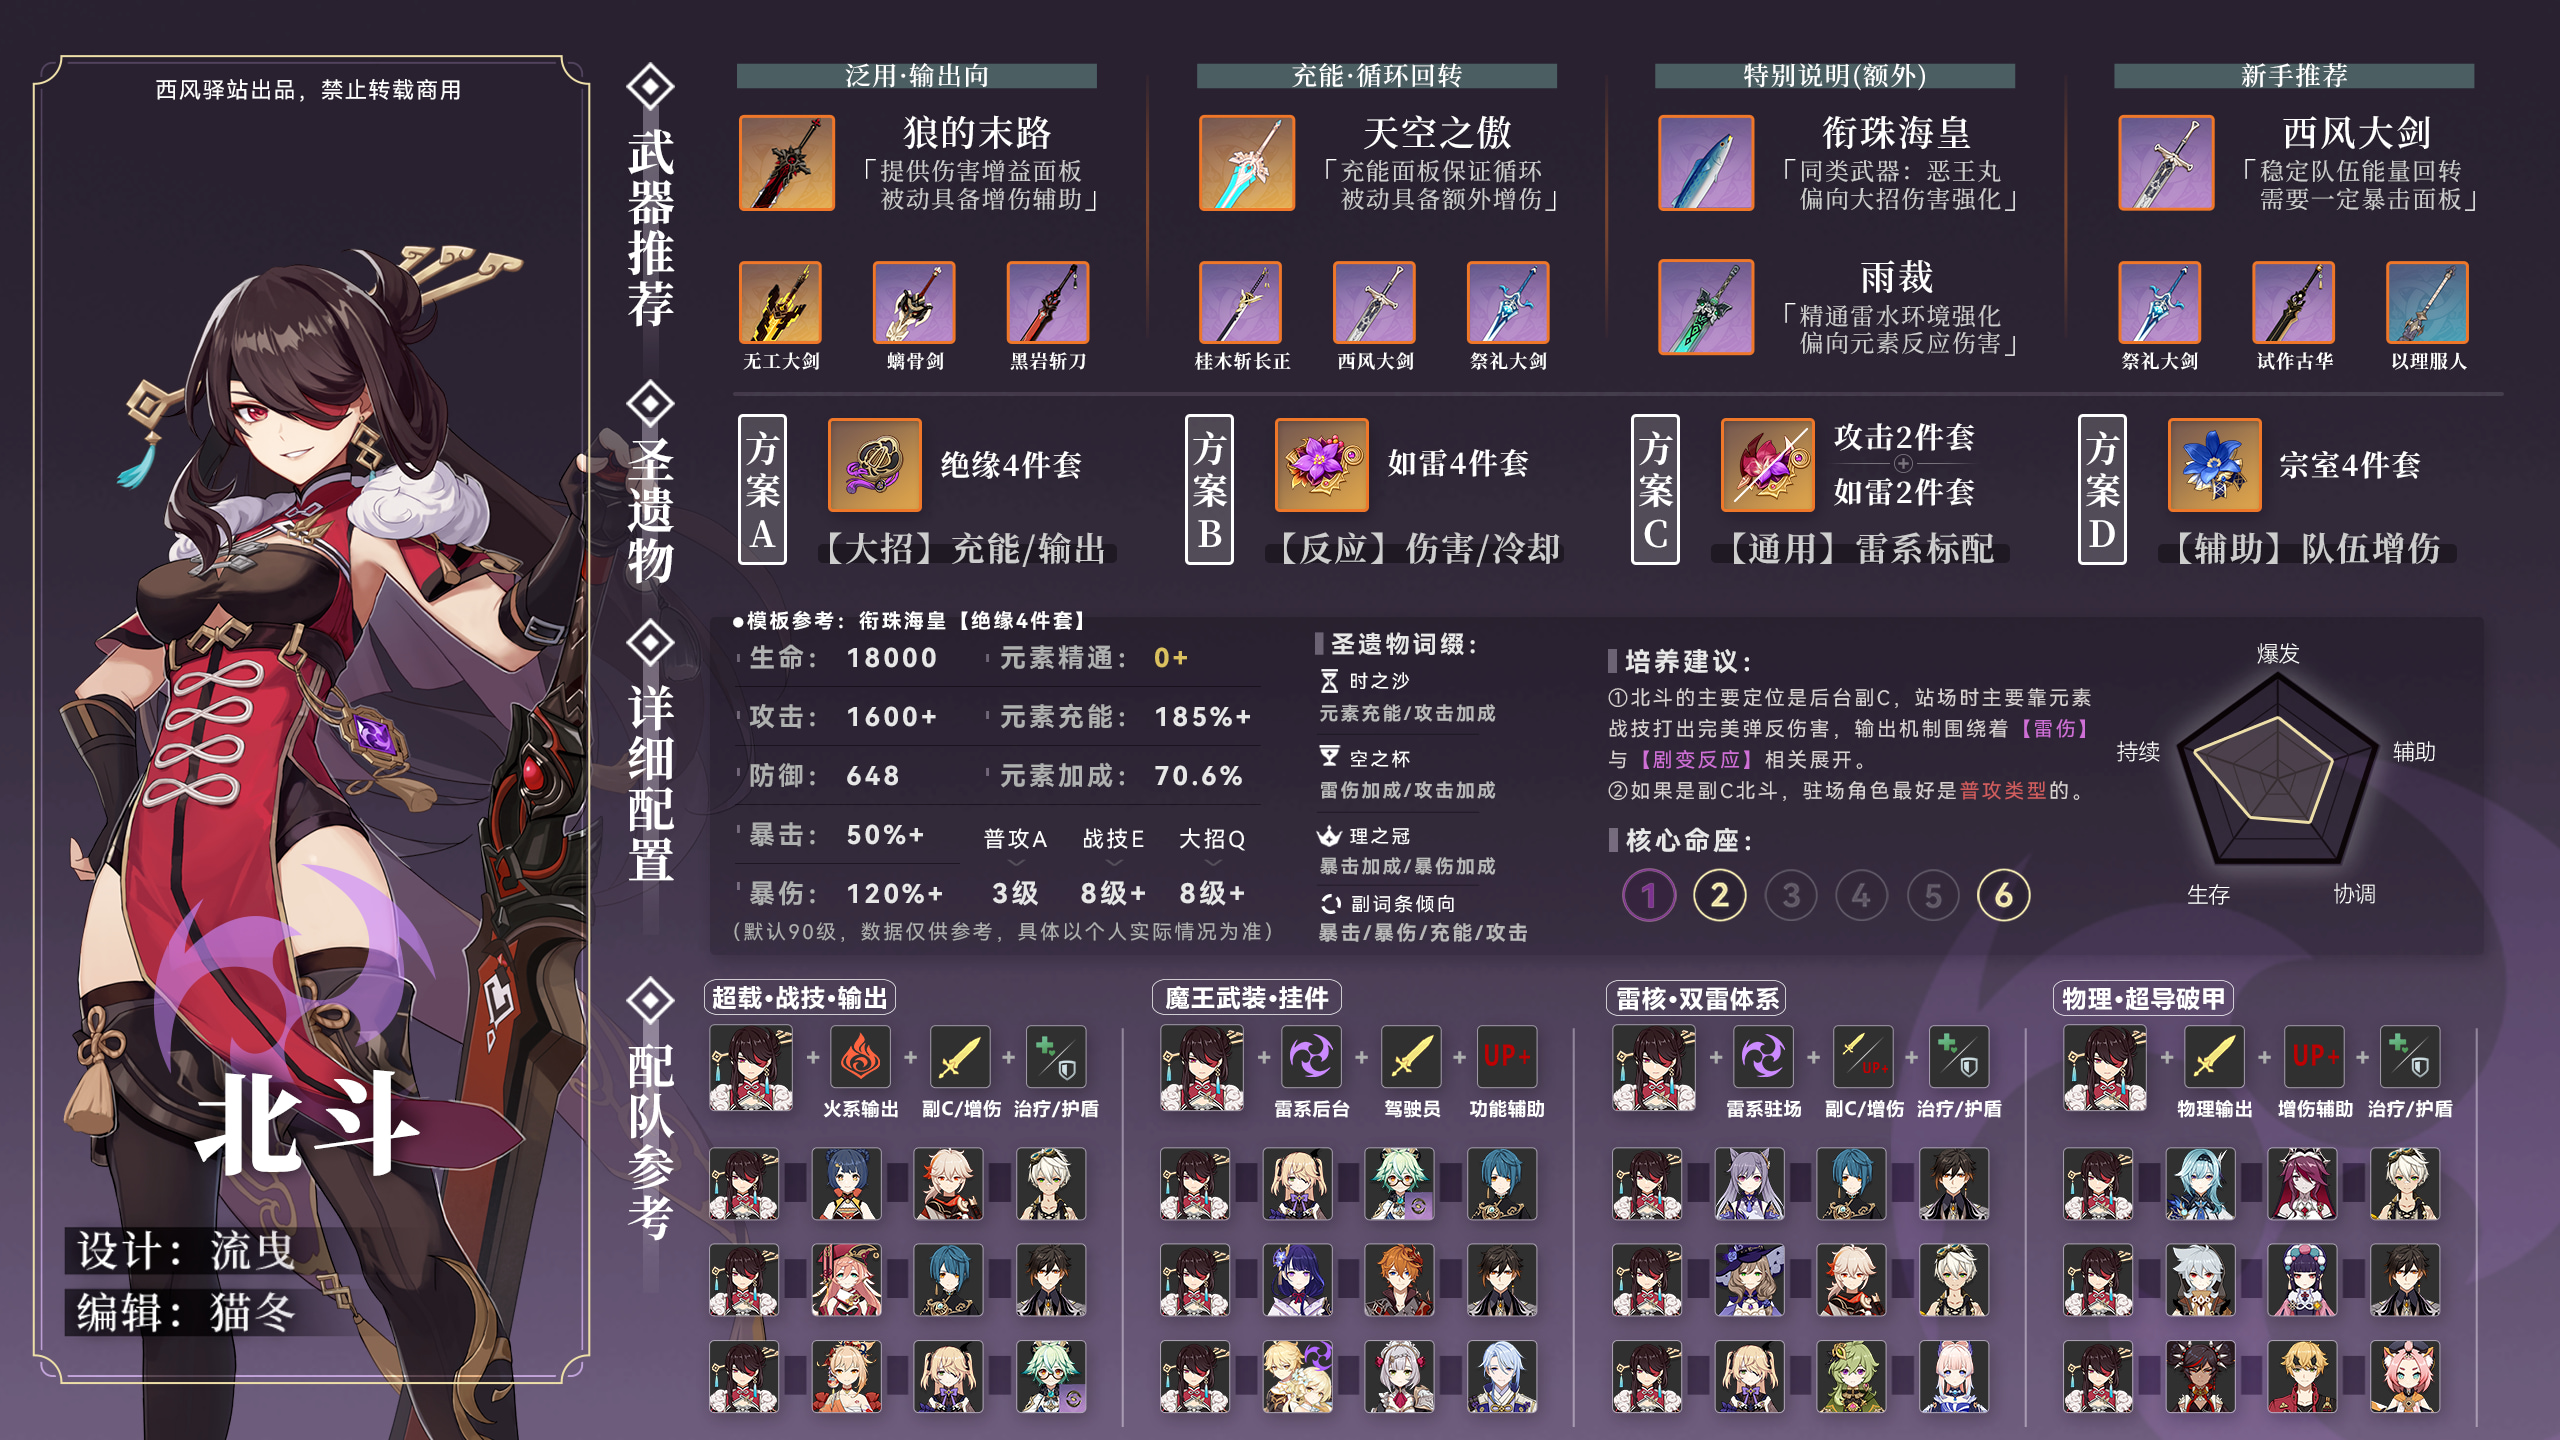 西风驿站出品，禁止转载商用
北斗
设计：流曳
编辑：猫冬
武器推荐
泛用·输出向
狼的末路
「提供伤害增益面板
被动具备增伤辅助」
无工大剑
螭骨剑
黑岩斩刀
充能·循环回转
天空之傲
「充能面板保证循环
被动具备额外增伤」
桂木斩长正
西风大剑
祭礼大剑
特别说明(额外)
衔珠海皇
「同类武器：恶王丸
偏向大招伤害强化」
雨裁
「精通雷水环境强化
偏向元素反应伤害」
新手推荐
西风大剑
「稳定队伍能量回转
需要一定暴击面板」
祭礼大剑
试作古华
以理服人
圣遗物
方案A
绝缘4件套
【大招】充能/输出
方案B
如雷4件套
【反应】伤害/冷却
方案C
攻击2件套
+
如雷2件套
【通用】雷系标配
方案D
宗室4件套
【辅助】队伍增伤
详细配置
●模板参考：衔珠海皇【绝缘4件套】
生命：18000 元素精通：0+
攻击：1600+ 元素充能：185%+
防御：648 元素加成：70.6%
暴击：50%+ 普攻A 战技E 大招Q
暴伤：120%+ 3级 8级+ 8级+
(默认90级，数据仅供参考，具体以个人实际情况为准)
圣遗物词缀：
时之沙
元素充能/攻击加成
空之杯
雷伤加成/攻击加成
理之冠
暴击加成/暴伤加成
副词条倾向
暴击/暴伤/充能/攻击
培养建议：
①北斗的主要定位是后台副C，站场时主要靠元素
战技打出完美弹反伤害，输出机制围绕着【雷伤】
与【剧变反应】相关展开。
②如果是副C北斗，驻场角色最好是普攻类型的。
核心命座：
1 2 3 4 5 6
爆发
辅助
协调
生存
持续
配队参考
超载·战技·输出
+ + +
火系输出 副C/增伤 治疗/护盾
魔王武装·挂件
+ + + UP+
雷系后台 驾驶员 功能辅助
雷核·双雷体系
+ + UP+ +
雷系驻场 副C/增伤 治疗/护盾
物理·超导破甲
+ + UP+ +
物理输出 增伤辅助 治疗/护盾